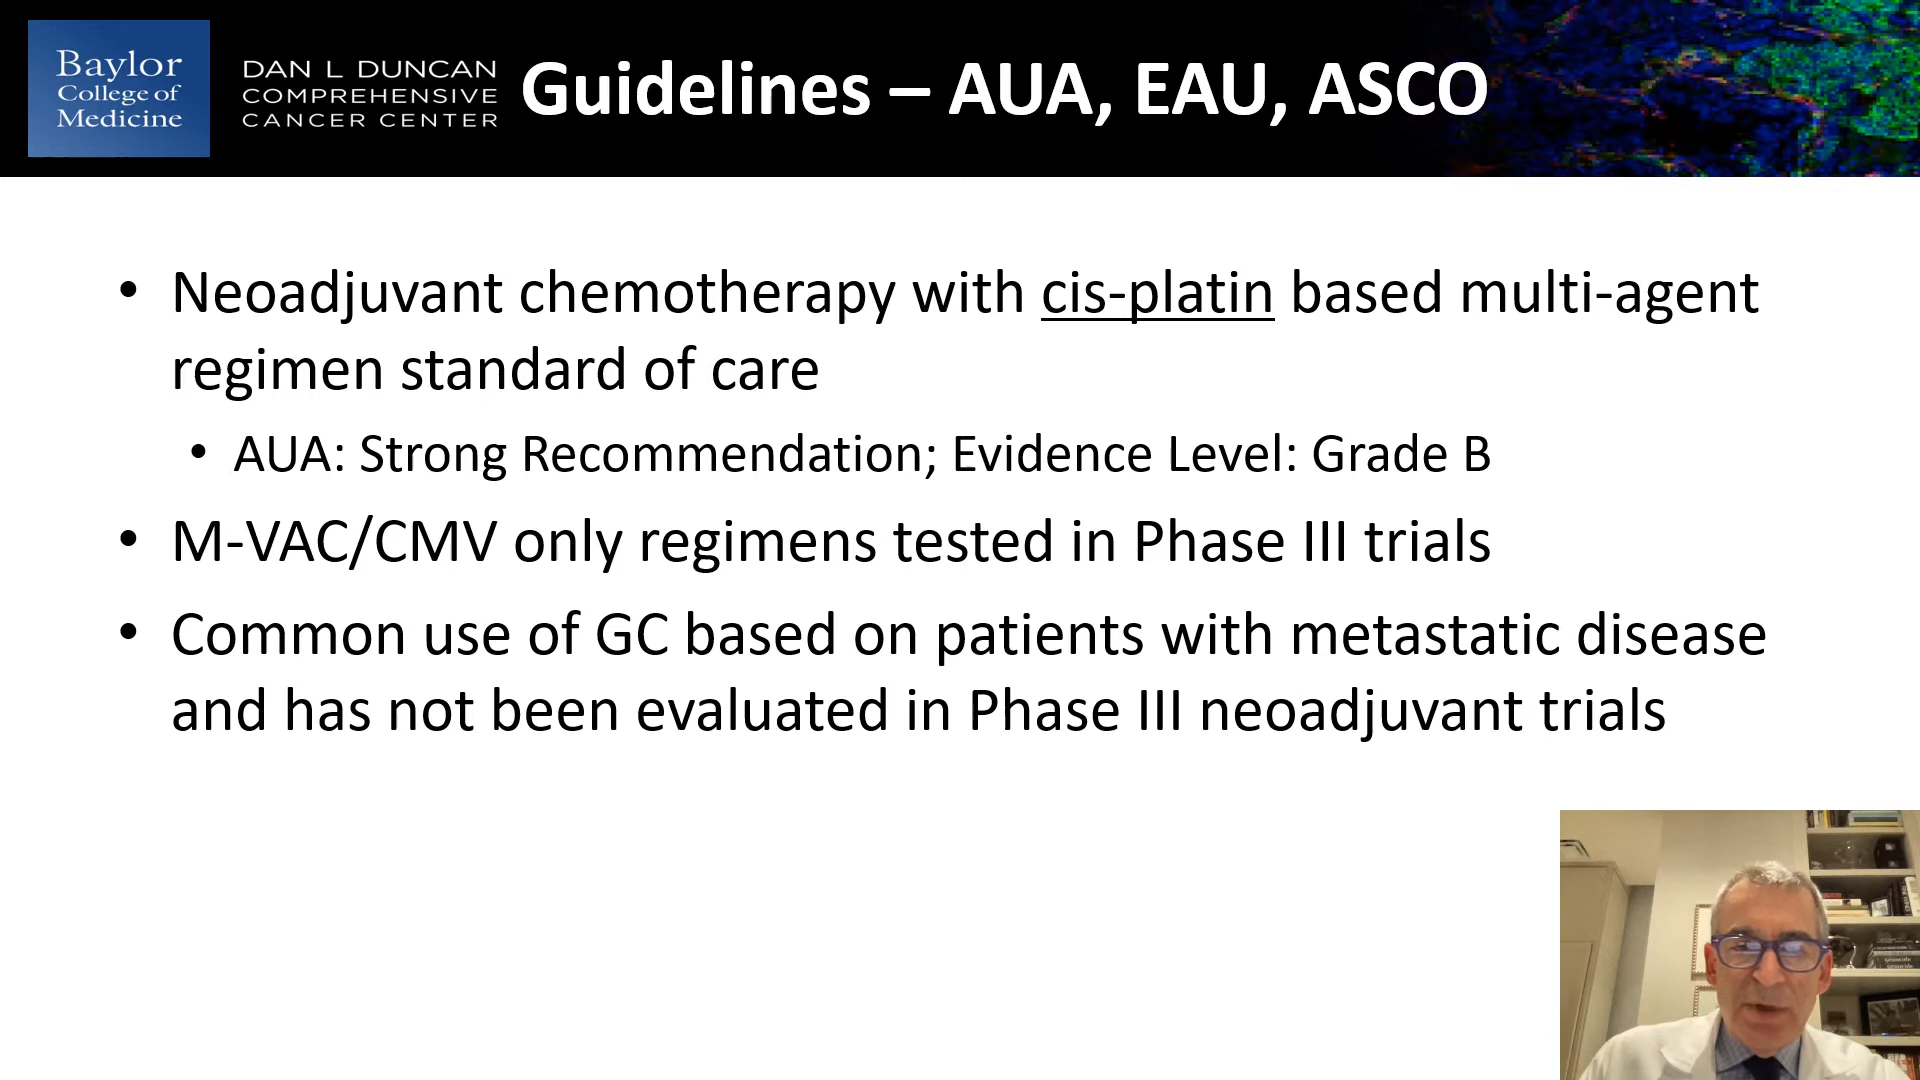 Baylor
College of
Medicine
DAN L DUNCAN
COMPREHENSIVE
CANCER CENTER
Guidelines – AUA, EAU, ASCO
• Neoadjuvant chemotherapy with cis-platin based multi-agent
regimen standard of care
• AUA: Strong Recommendation; Evidence Level: Grade B
• M-VAC/CMV only regimens tested in Phase III trials
• Common use of GC based on patients with metastatic disease
and has not been evaluated in Phase III neoadjuvant trials